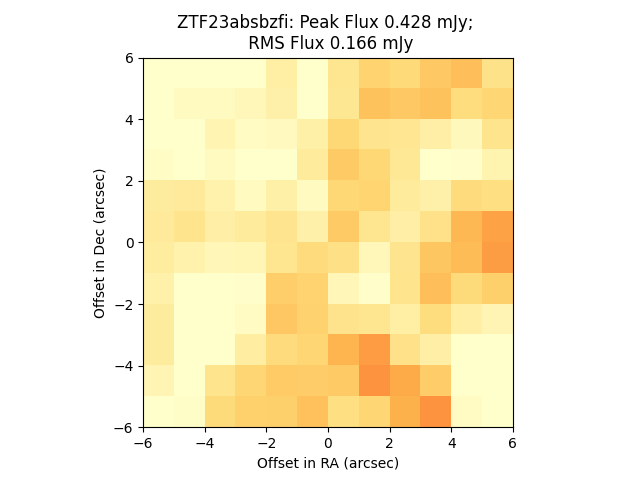 ZTF23absbzfi: Peak Flux 0.428 mJy;
RMS Flux 0.166 mJy
6
4
2
0
−2
−4
−6
Offset in Dec (arcsec)
−6 −4 −2 0 2 4 6
Offset in RA (arcsec)